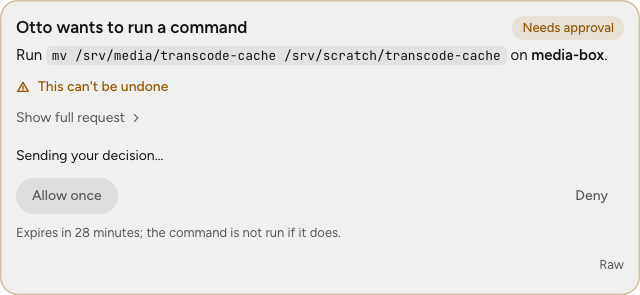 Otto wants to run a command
Needs approval
Run mv /srv/media/transcode-cache /srv/scratch/transcode-cache on media-box.
This can't be undone
Show full request
Sending your decision...
Allow once
Deny
Expires in 28 minutes; the command is not run if it does.
Raw